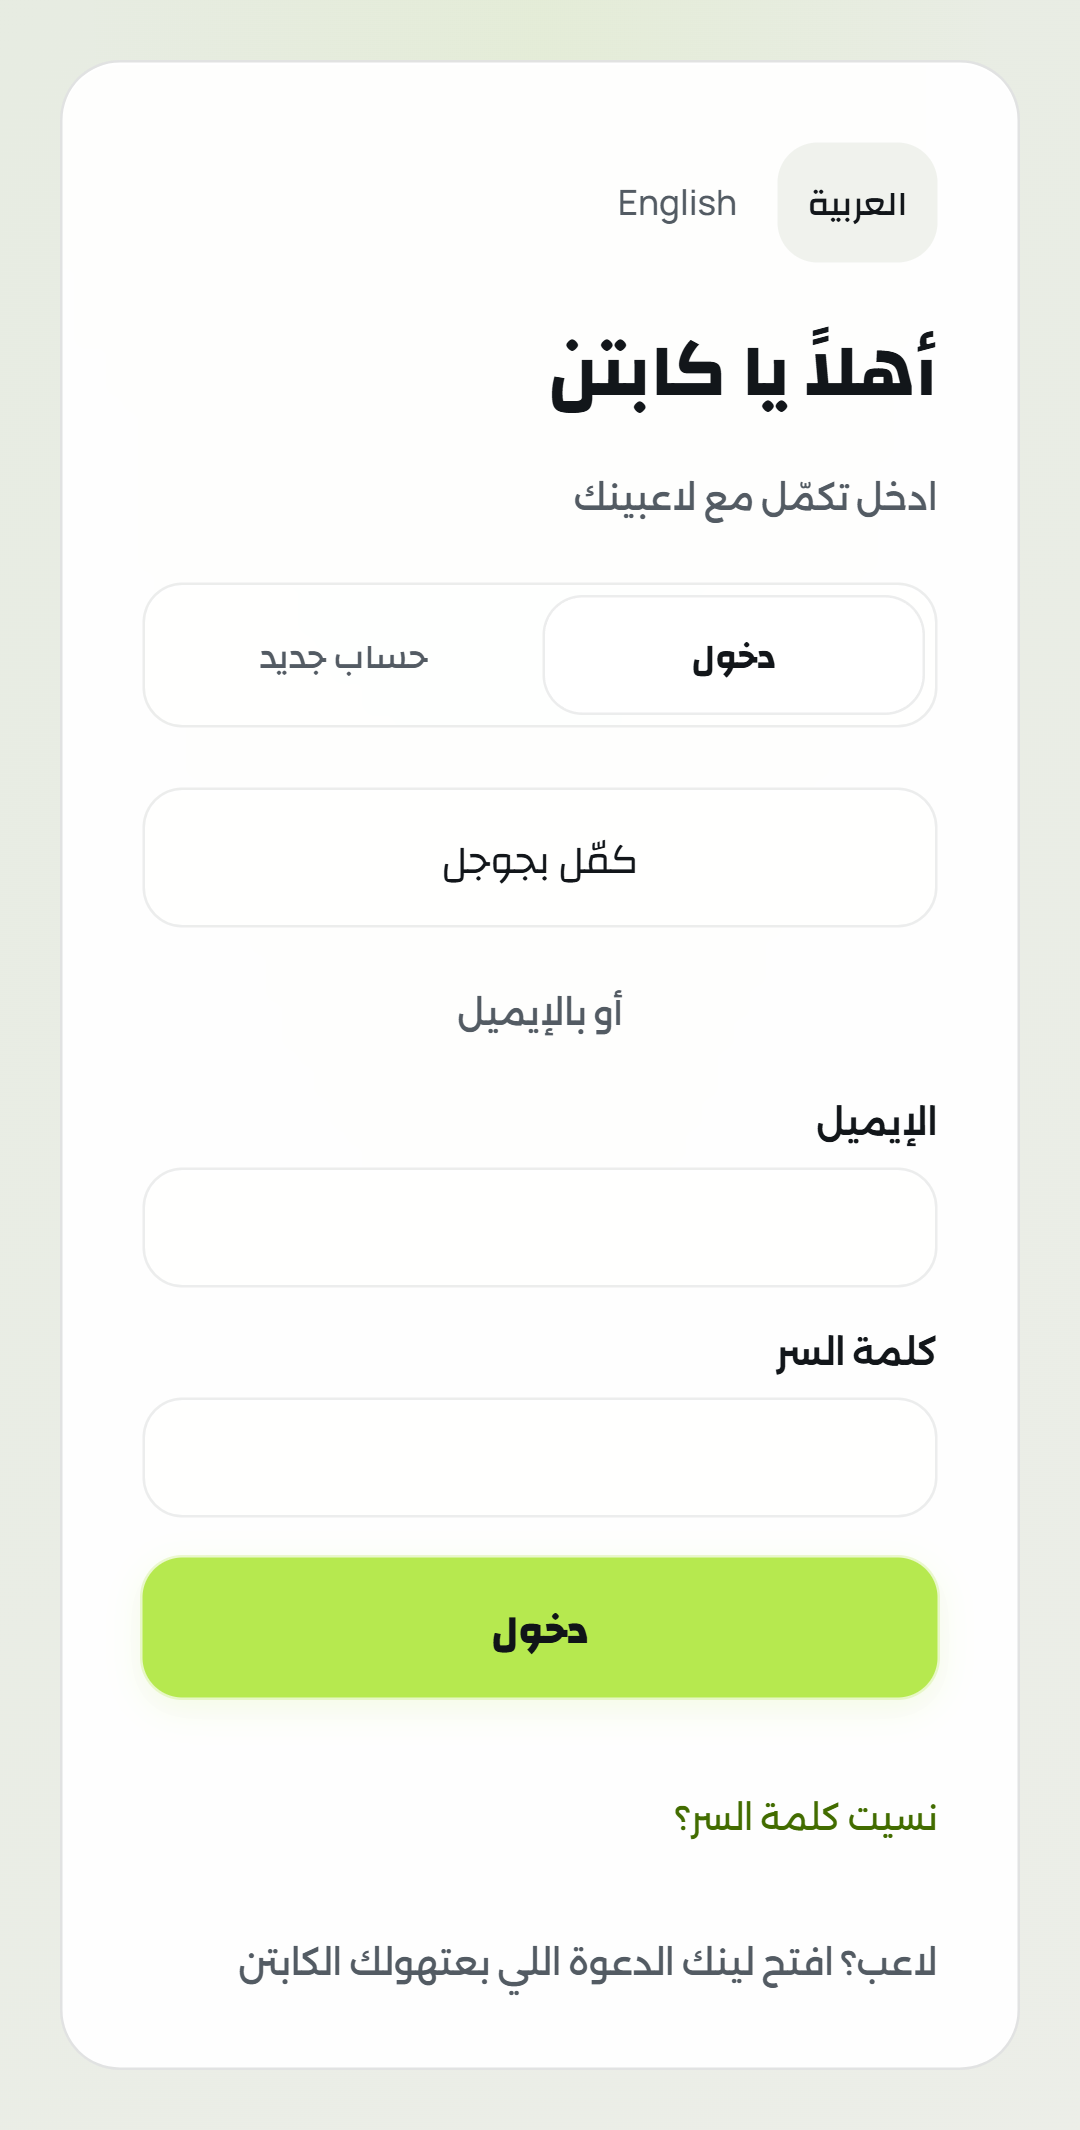 العربية English
أهلاً يا كابتن
ادخل تكمّل مع لاعبينك
دخول حساب جديد
كمّل بجوجل
أو بالإيميل
الإيميل
كلمة السر
دخول
نسيت كلمة السر؟
لاعب؟ افتح لينك الدعوة اللي بعتهولك الكابتن